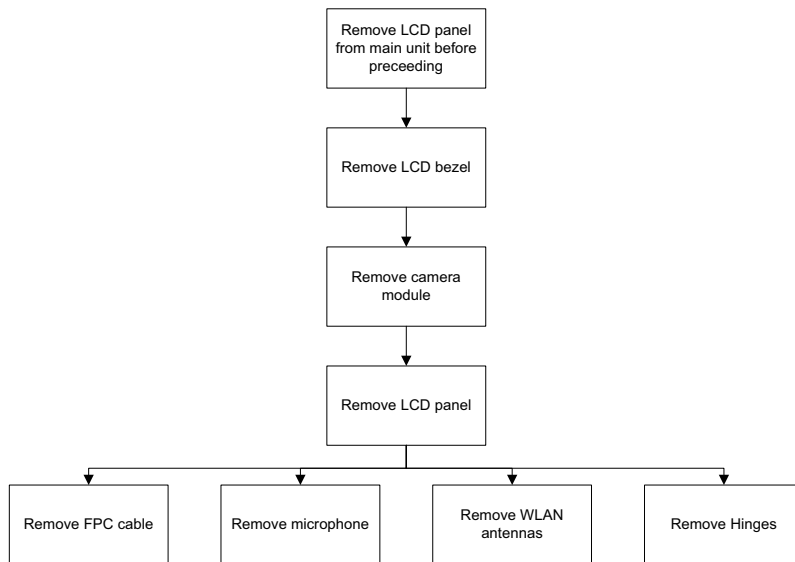 Remove LCD panel
from main unit before
preceeding
Remove LCD bezel
Remove camera
module
Remove LCD panel
Remove FPC cable
Remove microphone
Remove WLAN
antennas
Remove Hinges